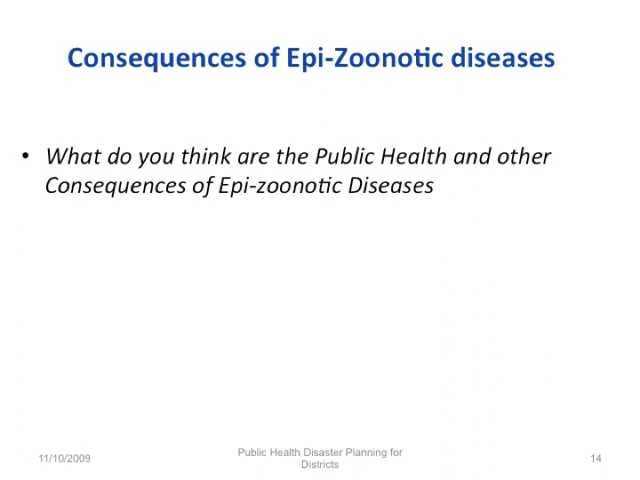 Consequences of Epi-Zoonotic diseases
• What do you think are the Public Health and other
Consequences of Epi-zoonotic Diseases
11/10/2009
Public Health Disaster Planning for
Districts
14